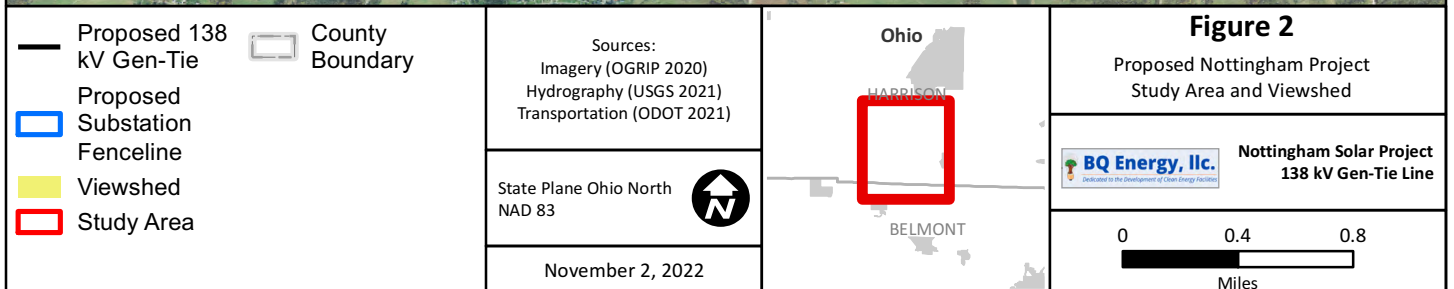 Proposed 138
kV Gen-Tie
Proposed
Substation
Fenceline
Viewshed
Study Area
County
Boundary
Sources:
Imagery (OGRIP 2020)
Hydrography (USGS 2021)
Transportation (ODOT 2021)
State Plane Ohio North
NAD 83
N
November 2, 2022
Ohio
HARRISON
BELMONT
Figure 2
Proposed Nottingham Project
Study Area and Viewshed
BQ Energy, llc.
Dedicated to the Development of Clean Energy Facilities
Nottingham Solar Project
138 kV Gen-Tie Line
0 0.4 0.8
Miles